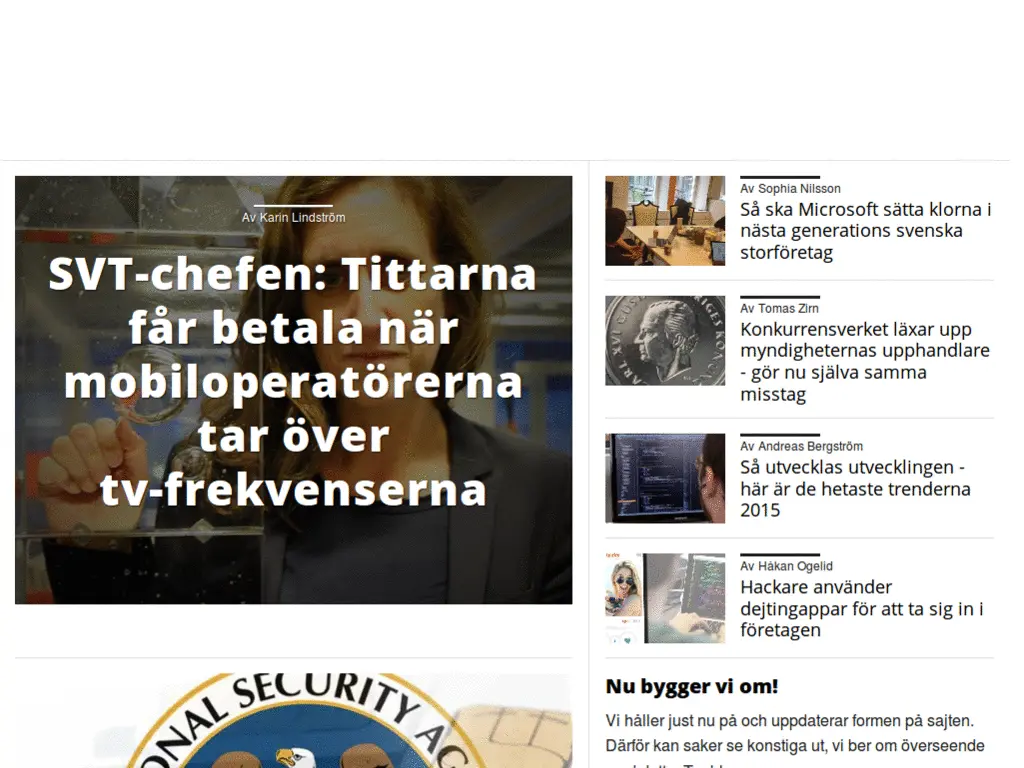 Av Karin Lindström
SVT-chefen: Tittarna
får betala när
mobiloperatörerna
tar över
tv-frekvenserna
Av Sophia Nilsson
Så ska Microsoft sätta klorna i
nästa generations svenska
storföretag
Av Tomas Zirn
Konkurrensverket läxar upp
myndigheternas upphandlare
- gör nu själva samma
misstag
Av Andreas Bergström
Så utvecklas utvecklingen -
här är de hetaste trenderna
2015
Av Håkan Ogelid
Hackare använder
dejtingappar för att ta sig in i
företagen
Nu bygger vi om!
Vi håller just nu på och uppdaterar formen på sajten.
Därför kan saker se konstiga ut, vi ber om överseende
ONAL SECURITY AG